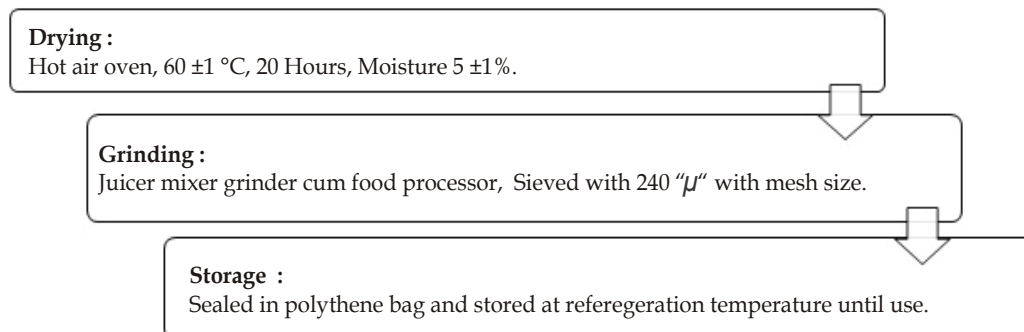 Drying :
Hot air oven, 60 ±1 °C, 20 Hours, Moisture 5 ±1%.
Grinding :
Juicer mixer grinder cum food processor, Sieved with 240 “μ“ with mesh size.
Storage :
Sealed in polythene bag and stored at referegeration temperature until use.